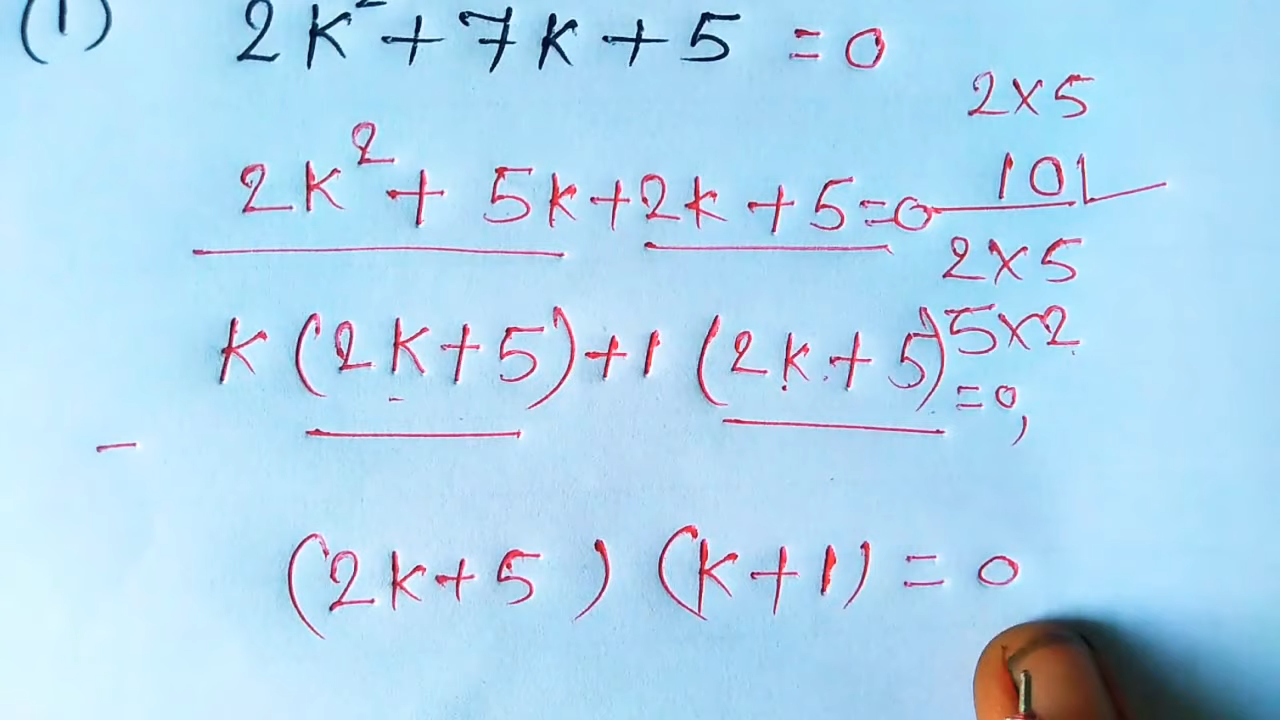 (1) 2k² + 7k + 5 = 0
2×5
10L
2k² + 5k + 2k + 5 = 0
2×5
5×2
k(2k+5) + 1(2k+5) = 0,
(2k+5) (k+1) = 0